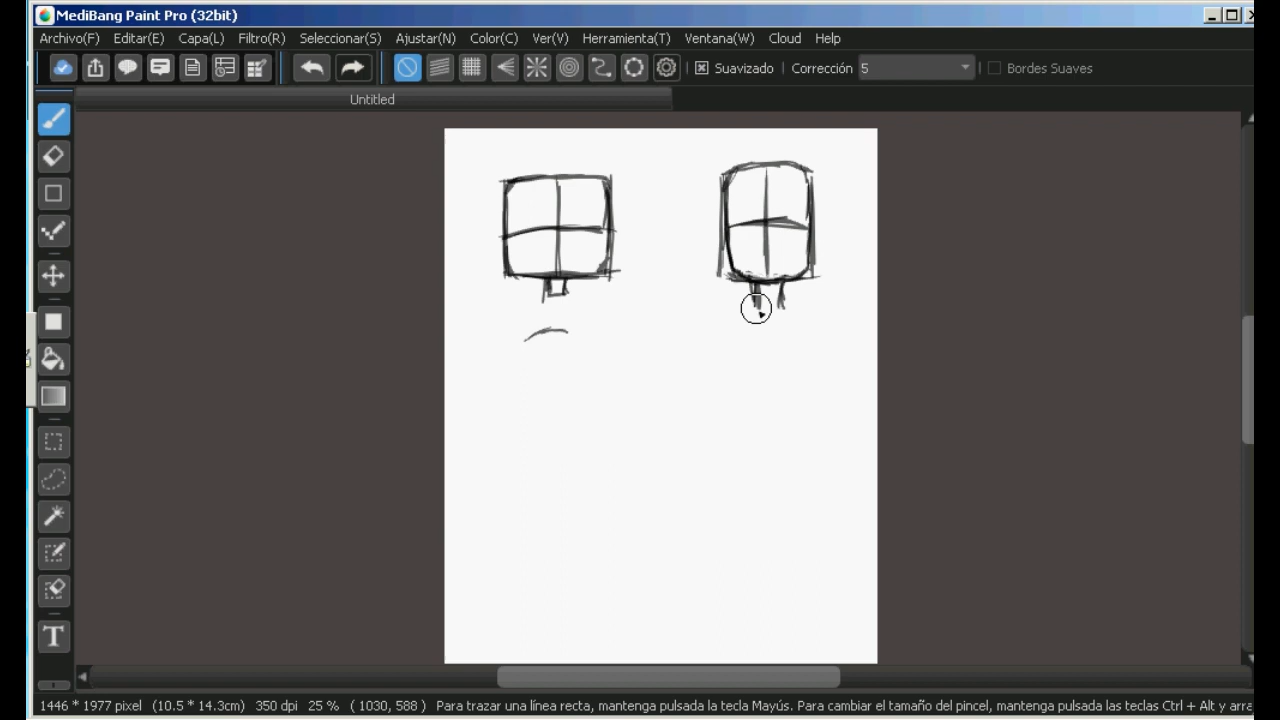 MediBang Paint Pro (32bit)
Archivo(F) Editar(E) Capa(L) Filtro(R) Seleccionar(S) Ajustar(N) Color(C) Ver(V) Herramienta(T) Ventana(W) Cloud Help
Suavizado Corrección 5 Bordes Suaves
Untitled
T
1446 * 1977 pixel (10.5 * 14.3cm) 350 dpi 25 % ( 1030, 588 ) Para trazar una línea recta, mantenga pulsada la tecla Mayús. Para cambiar el tamaño del pincel, mantenga pulsada las teclas Ctrl + Alt y arra